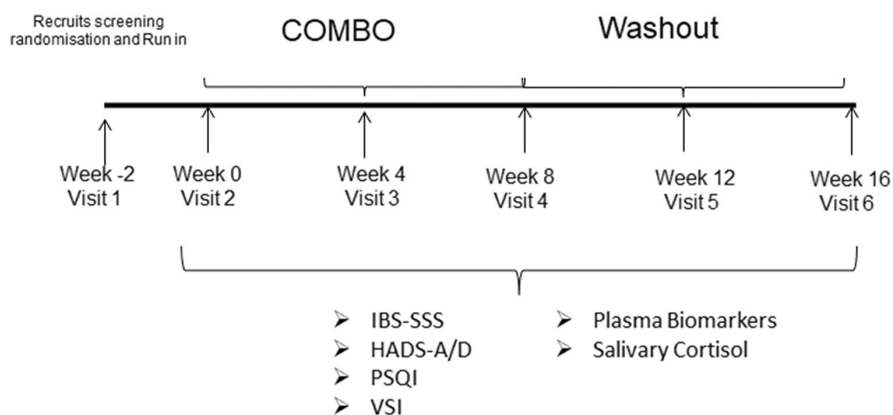 Recruits screening
randomisation and Run in
COMBO
Washout
Week -2
Visit 1
Week 0
Visit 2
Week 4
Visit 3
Week 8
Visit 4
Week 12
Visit 5
Week 16
Visit 6
IBS-SSS
HADS-A/D
PSQI
VSI
Plasma Biomarkers
Salivary Cortisol